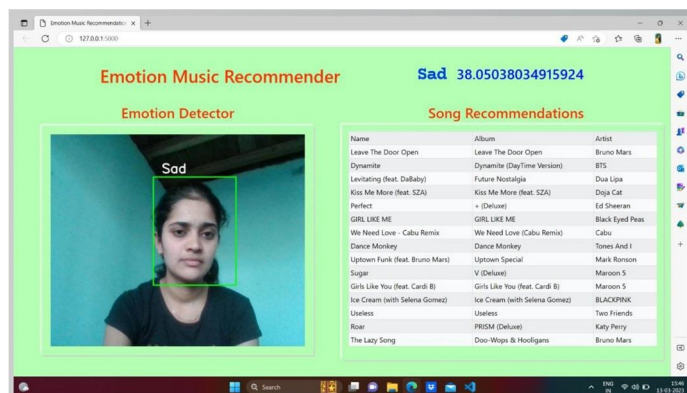 Emotion Music Recommendation
127.0.0.1:5000
Emotion Music Recommender
Sad 38.05038034915924
Emotion Detector
Song Recommendations
Sad
Name Album Artist
Leave The Door Open Leave The Door Open Bruno Mars
Dynamite Dynamite (DayTime Version) BTS
Levitating (feat. DaBaby) Future Nostalgia Dua Lipa
Kiss Me More (feat. SZA) Kiss Me More (feat. SZA) Doja Cat
Perfect + (Deluxe) Ed Sheeran
GIRL LIKE ME GIRL LIKE ME Black Eyed Peas
We Need Love - Cabu Remix We Need Love (Cabu Remix) Cabu
Dance Monkey Dance Monkey Tones And I
Uptown Funk (feat. Bruno Mars) Uptown Special Mark Ronson
Sugar V (Deluxe) Maroon 5
Girls Like You (feat. Cardi B) Girls Like You (feat. Cardi B) Maroon 5
Ice Cream (with Selena Gomez) Ice Cream (with Selena Gomez) BLACKPINK
Useless Useless Two Friends
Roar PRISM (Deluxe) Katy Perry
The Lazy Song Doo-Wops & Hooligans Bruno Mars
Search
ENG
IN
15:46
13-03-2023